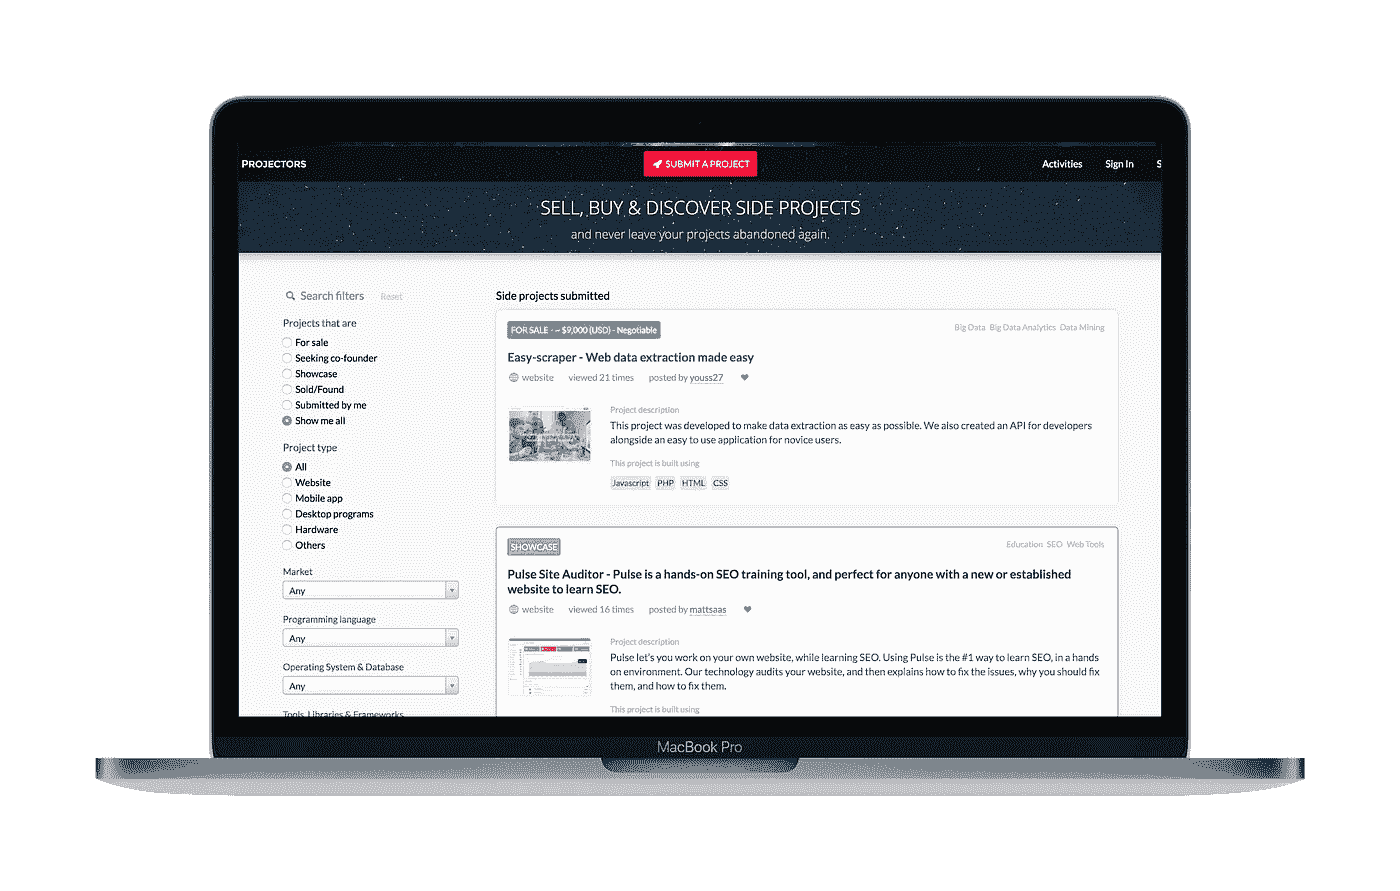 PROJECTORS
SUBMIT A PROJECT
Activities
Sign In
S
SELL, BUY & DISCOVER SIDE PROJECTS
and never leave your projects abandoned again.
Search filters
Reset
Projects that are
For sale
Seeking co-founder
Showcase
Sold/Found
Submitted by me
Show me all
Project type
All
Website
Mobile app
Desktop programs
Hardware
Others
Market
Any
Programming language
Any
Operating System & Database
Any
Tools, Libraries & Frameworks
Side projects submitted
FOR SALE - ~ $9,000 (USD) - Negotiable
Big Data Big Data Analytics Data Mining
Easy-scraper - Web data extraction made easy
website viewed 21 times posted by youss27
Project description
This project was developed to make data extraction as easy as possible. We also created an API for developers
alongside an easy to use application for novice users.
This project is built using
Javascript PHP HTML CSS
SHOWCASE
Education SEO Web Tools
Pulse Site Auditor - Pulse is a hands-on SEO training tool, and perfect for anyone with a new or established
website to learn SEO.
website viewed 16 times posted by mattsaas
Project description
Pulse let's you work on your own website, while learning SEO. Using Pulse is the #1 way to learn SEO, in a hands
on environment. Our technology audits your website, and then explains how to fix the issues, why you should fix
them, and how to fix them.
This project is built using
MacBook Pro